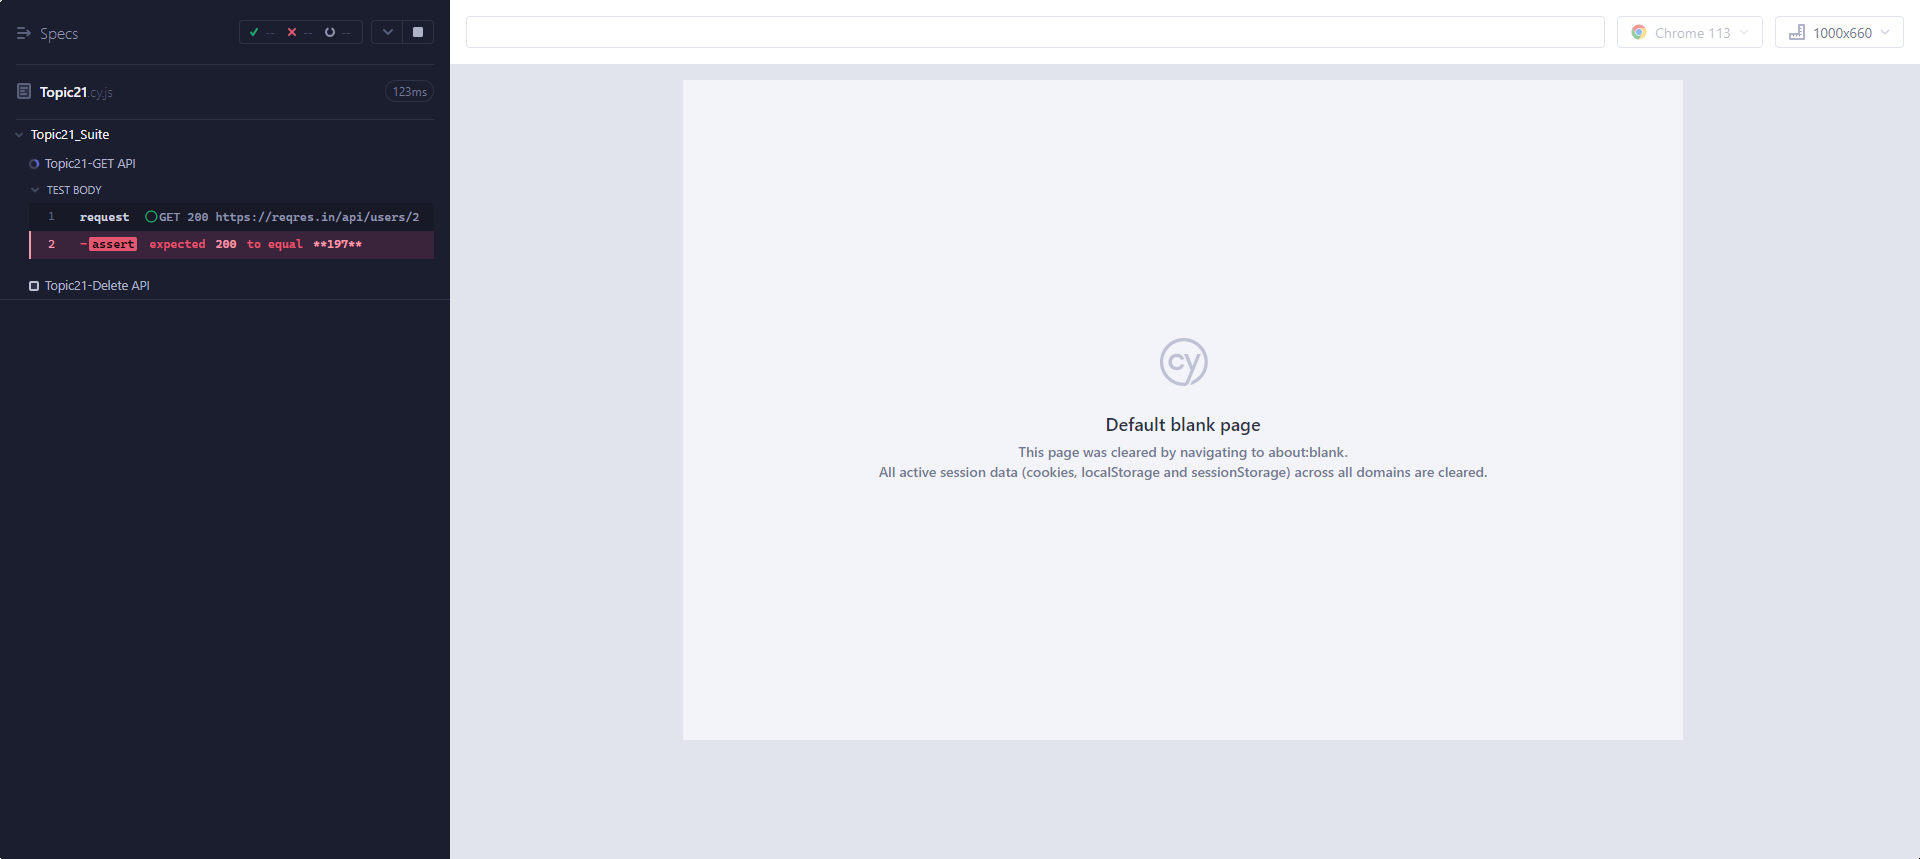 Specs
-- -- --
Topic21.cy.js
123ms
Topic21_Suite
Topic21-GET API
TEST BODY
1 request GET 200 https://reqres.in/api/users/2
2 -assert expected 200 to equal **197**
Topic21-Delete API
Chrome 113
1000x660
cy
Default blank page
This page was cleared by navigating to about:blank.
All active session data (cookies, localStorage and sessionStorage) across all domains are cleared.